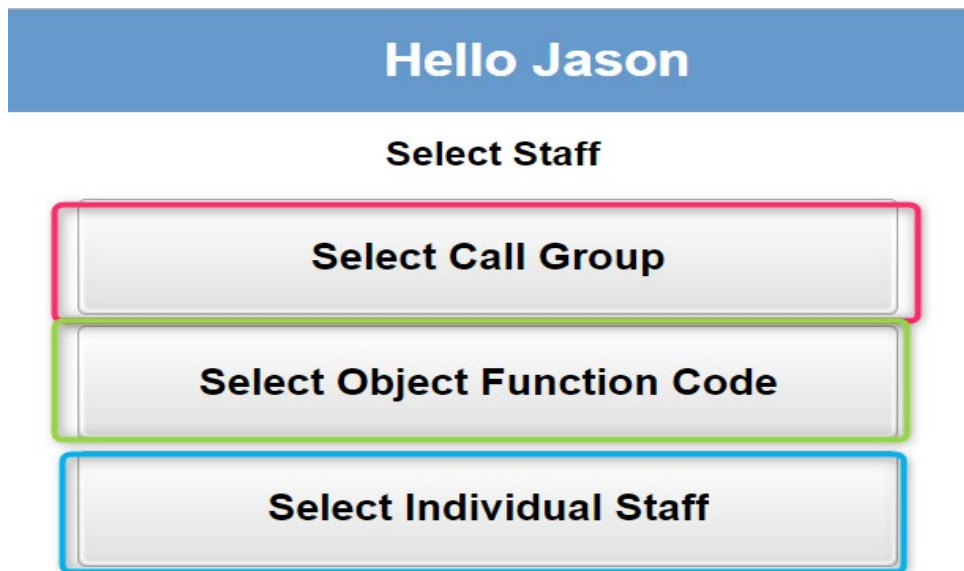 Hello Jason
Select Staff
Select Call Group
Select Object Function Code
Select Individual Staff